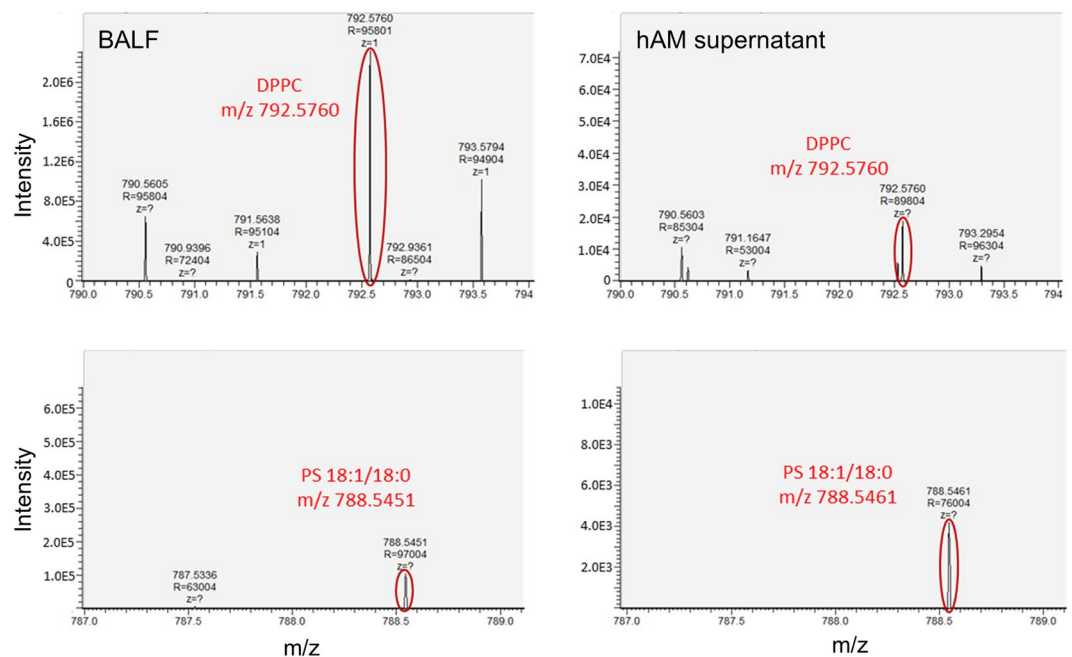 BALF
792.5760
R=95801
z=1
DPPC
m/z 792.5760
793.5794
R=94904
z=1
790.5605
R=95804
z=?
791.5638
R=95104
z=1
790.9396
R=72404
z=?
792.9361
R=86504
z=?
2.0E6
1.6E6
1.2E6
8.0E5
4.0E5
0
Intensity
790.0 790.5 791.0 791.5 792.0 792.5 793.0 793.5 794
hAM supernatant
DPPC
m/z 792.5760
792.5760
R=89804
z=?
790.5603
R=85304
z=?
791.1647
R=53004
z=?
793.2954
R=96304
z=?
7.0E4
6.0E4
5.0E4
4.0E4
3.0E4
2.0E4
1.0E4
0
790.0 790.5 791.0 791.5 792.0 792.5 793.0 793.5 794
PS 18:1/18:0
m/z 788.5451
788.5451
R=97004
z=?
787.5336
R=63004
z=?
6.0E5
5.0E5
4.0E5
3.0E5
2.0E5
1.0E5
Intensity
787.0 787.5 788.0 788.5 789.0
m/z
PS 18:1/18:0
m/z 788.5461
788.5461
R=76004
z=?
1.0E4
8.0E3
6.0E3
4.0E3
2.0E3
787.0 787.5 788.0 788.5 789.0
m/z